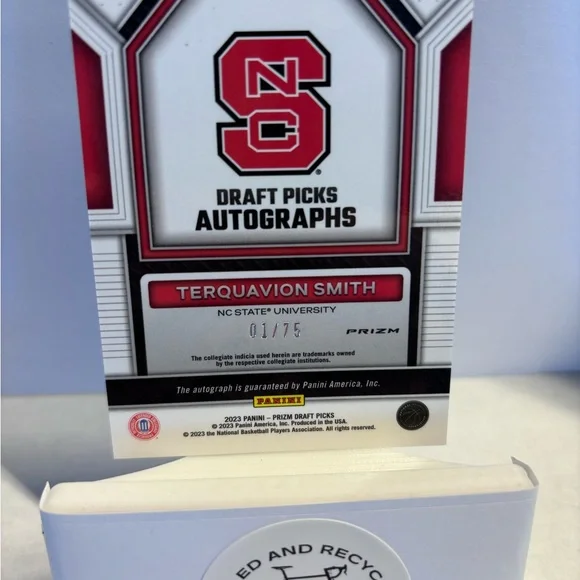 NC
S
DRAFT PICKS
AUTOGRAPHS
TERQUAVION SMITH
NC STATE® UNIVERSITY
01/75
PRIZM
The collegiate indicia used herein are trademarks owned
by the respective collegiate institutions.
The autograph is guaranteed by Panini America, Inc.
PANINI
2023 PANINI – PRIZM DRAFT PICKS
© 2023 Panini America, Inc. Produced in the USA.
© 2023 the National Basketball Players Association. All rights reserved.
ED AND RECYC